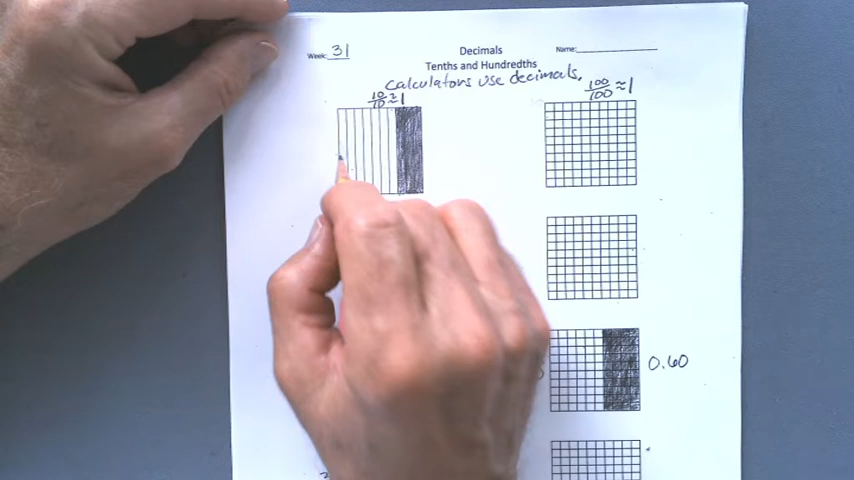 Week: 31
Decimals
Name:
Tenths and Hundredths
Calculators use decimals.
10/10 ≈ 1
100/100 ≈ 1
0.60